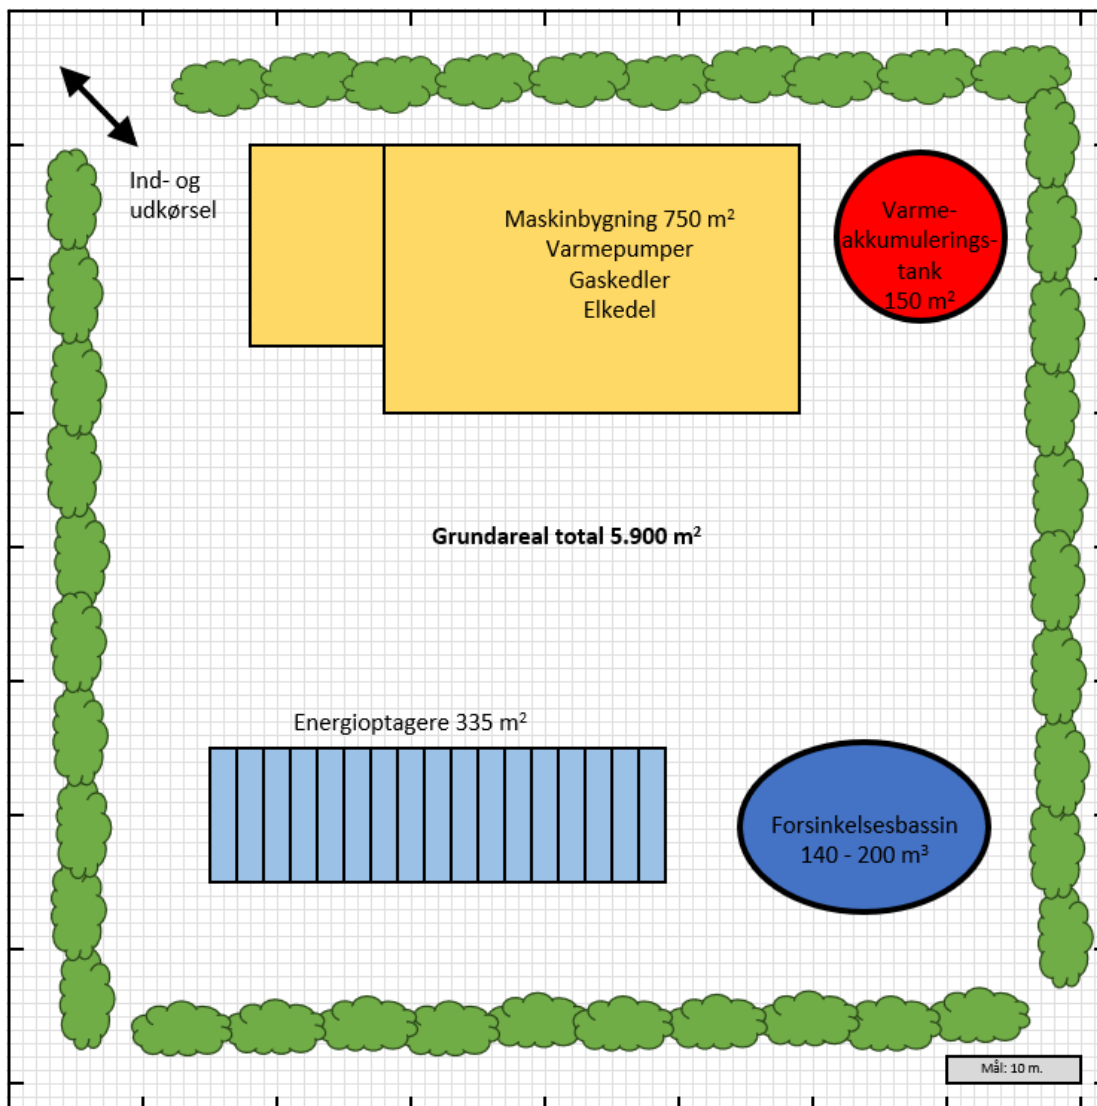 Ind- og
udkørsel
Maskinbygning 750 m²
Varmepumper
Gaskedler
Elkedel
Varme-
akkumulerings-
tank
150 m²
Grundareal total 5.900 m²
Energioptagere 335 m²
Forsinkelsesbassin
140 - 200 m³
Mål: 10 m.